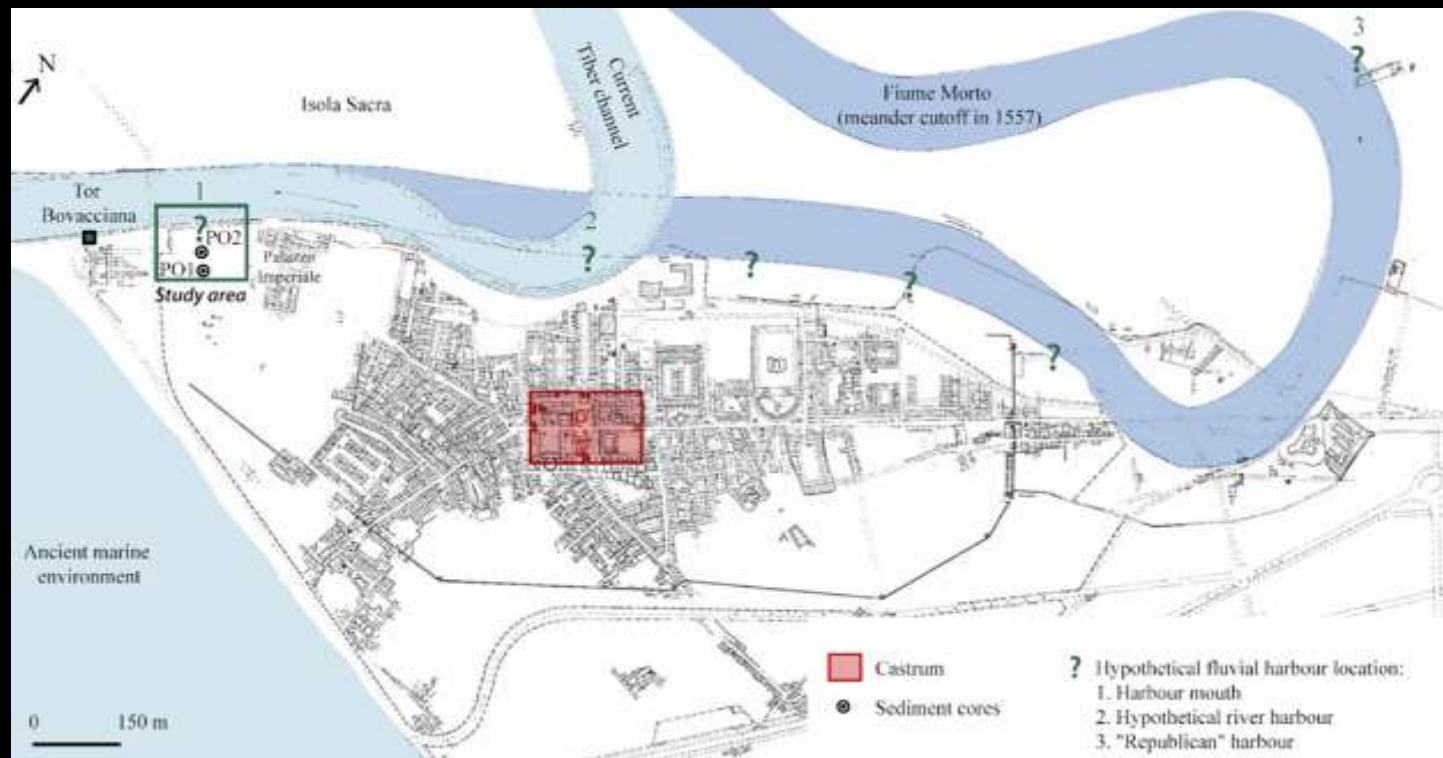 N
Isola Sacra
Current
Tiber channel
Fiume Morto
(meander cutoff in 1557)
3
?
Tor
Bovacciana
1
?
PO2
PO1
Study area
Palazzo
Imperiale
2
?
?
?
?
Ancient marine
environment
0 150 m
Castrum
Sediment cores
? Hypothetical fluvial harbour location:
1. Harbour mouth
2. Hypothetical river harbour
3. "Republican" harbour